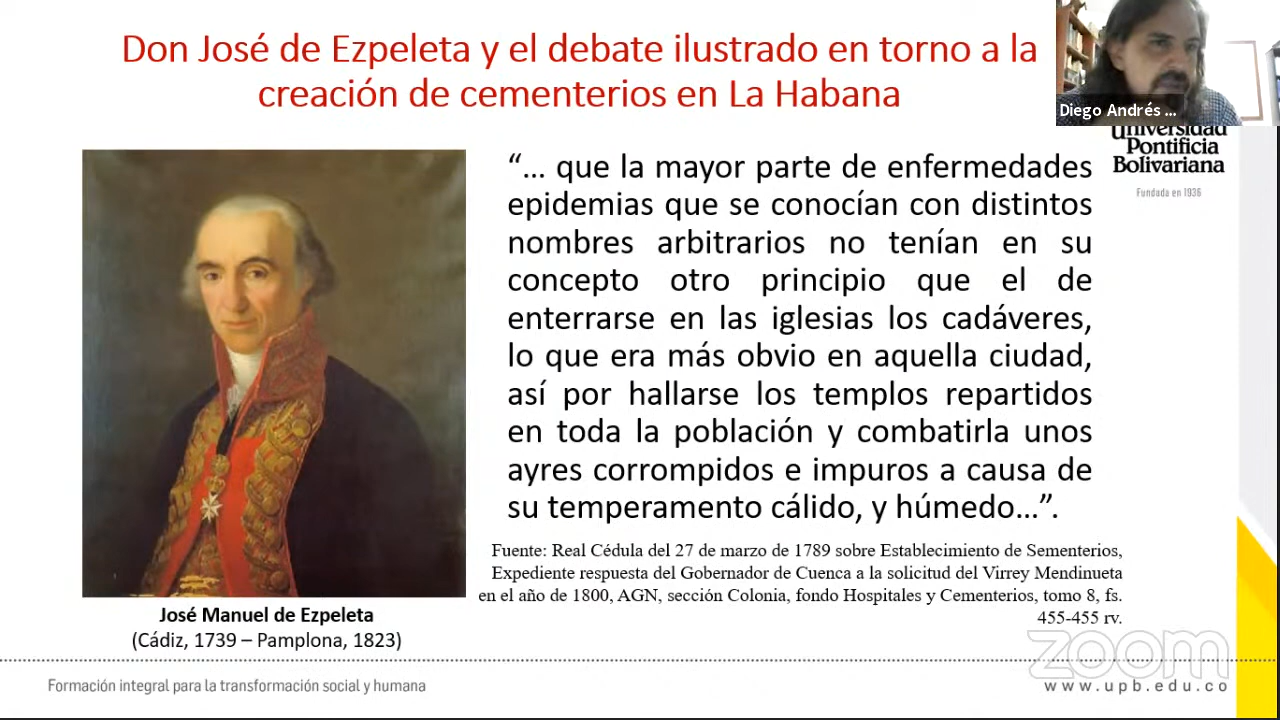 Don José de Ezpeleta y el debate ilustrado en torno a la
creación de cementerios en La Habana
Diego Andrés ...
Universidad
Pontificia
Bolivariana
Fundada en 1936
“… que la mayor parte de enfermedades
epidemias que se conocían con distintos
nombres arbitrarios no tenían en su
concepto otro principio que el de
enterrarse en las iglesias los cadáveres,
lo que era más obvio en aquella ciudad,
así por hallarse los templos repartidos
en toda la población y combatirla unos
ayres corrompidos e impuros a causa de
su temperamento cálido, y húmedo…”.
Fuente: Real Cédula del 27 de marzo de 1789 sobre Establecimiento de Sementerios,
Expediente respuesta del Gobernador de Cuenca a la solicitud del Virrey Mendinueta
en el año de 1800, AGN, sección Colonia, fondo Hospitales y Cementerios, tomo 8, fs.
455-455 rv.
José Manuel de Ezpeleta
(Cádiz, 1739 – Pamplona, 1823)
zoom
Formación integral para la transformación social y humana
www.upb.edu.co